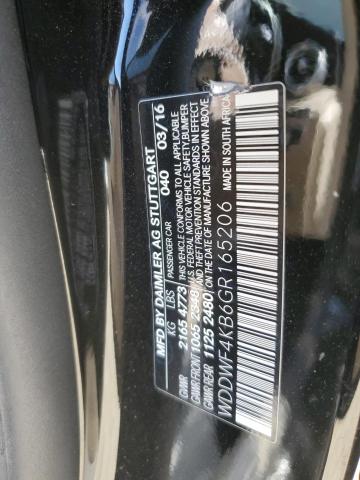 MFD BY DAIMLER AG STUTTGART
PASSENGER CAR 040 03/16
KG LBS
GVWR 2165 4773
GAWR FRONT 1065 2348
GAWR REAR 1125 2480
THIS VEHICLE CONFORMS TO ALL APPLICABLE
U.S. FEDERAL MOTOR VEHICLE SAFETY, BUMPER
AND THEFT PREVENTION STANDARDS IN EFFECT
ON THE DATE OF MANUFACTURE SHOWN ABOVE.
WDDWF4KB6GR165206
MADE IN SOUTH AFRICA